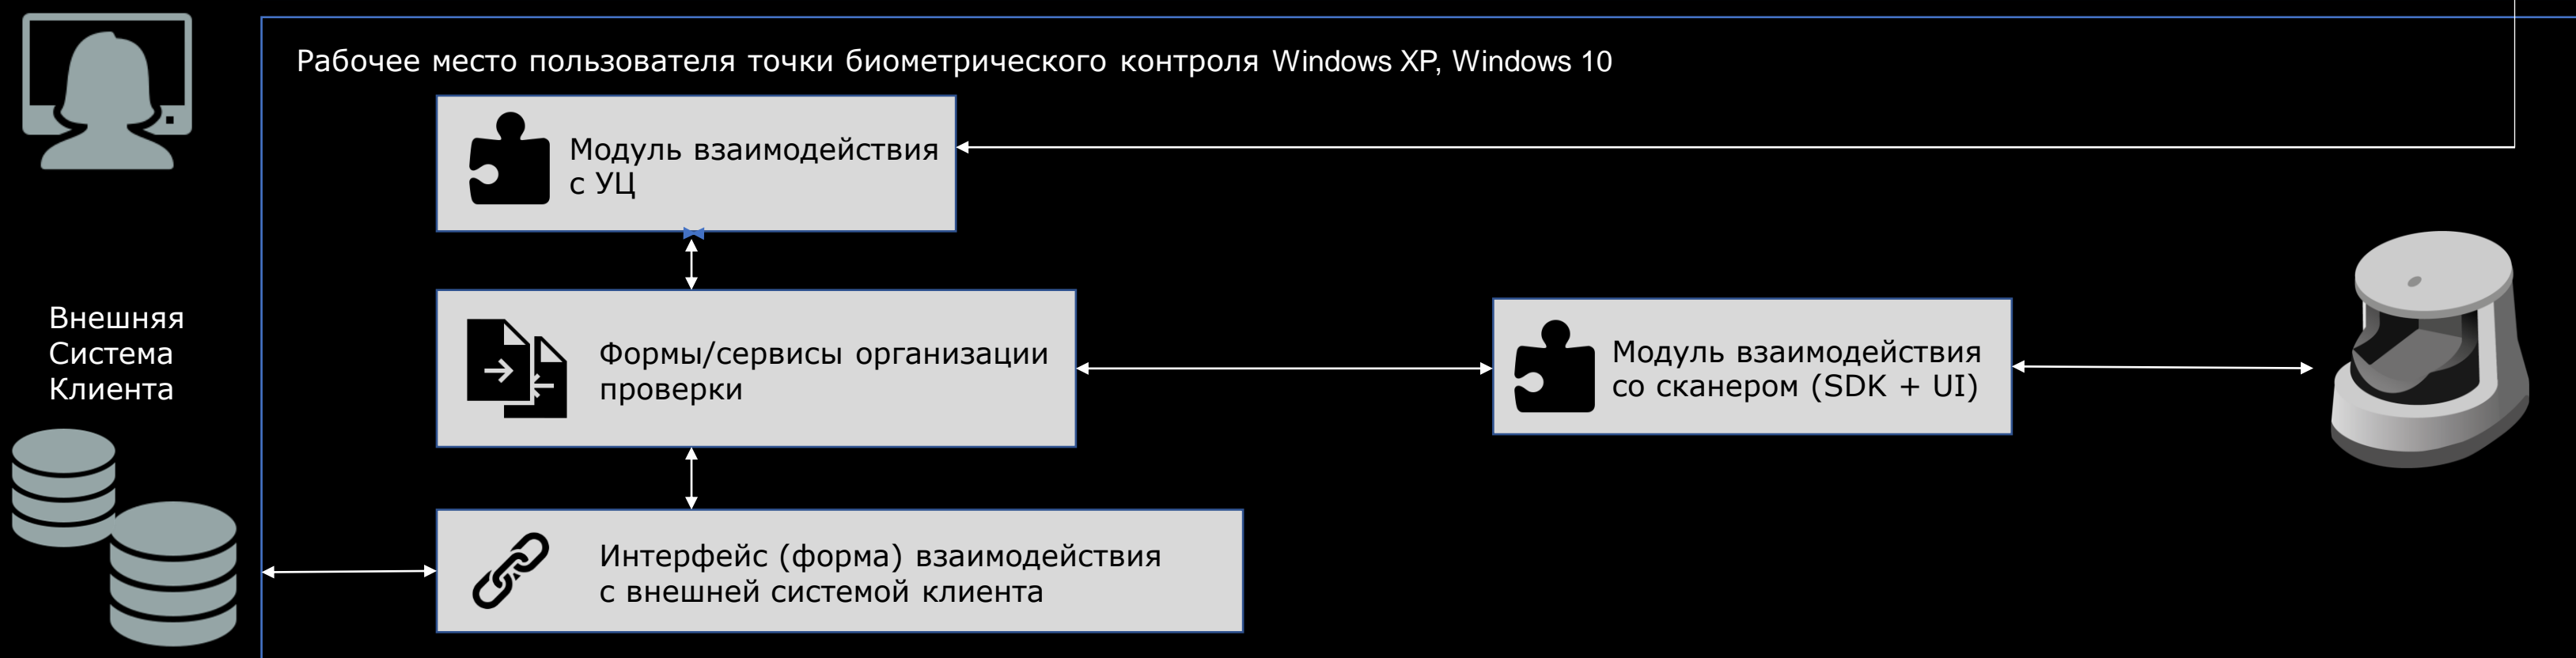 Рабочее место пользователя точки биометрического контроля Windows XP, Windows 10
Модуль взаимодействия
с УЦ
Внешняя
Система
Клиента
Формы/сервисы организации
проверки
Модуль взаимодействия
со сканером (SDK + UI)
Интерфейс (форма) взаимодействия
с внешней системой клиента